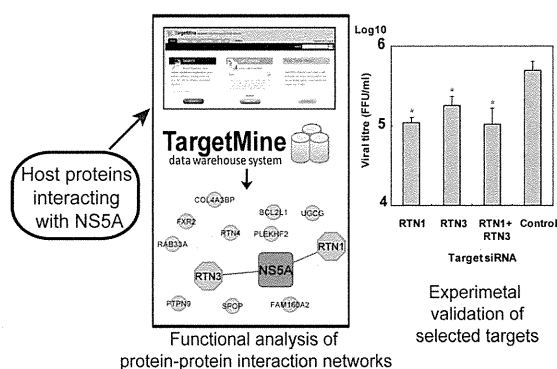 Host proteins
interacting
with NS5A
TargetMine
TargetMine
data warehouse system
COL4A3BP
BCL2L1
UGCG
FXR2
RTN4
PLEKHF2
RAB33A
RTN1
RTN3
NS5A
PTPN9
SPOP
FAM160A2
Functional analysis of
protein-protein interaction networks
Log10
Viral titre (FFU/ml)
6
5
4
*
*
*
RTN1
RTN3
RTN1+
RTN3
Control
TargetsiRNA
Experimetal
validation of
selected targets